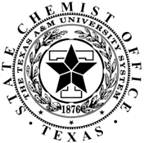 STATE CHEMIST OFFICE
TEXAS
THE TEXAS A&M UNIVERSITY SYSTEM
T
1876